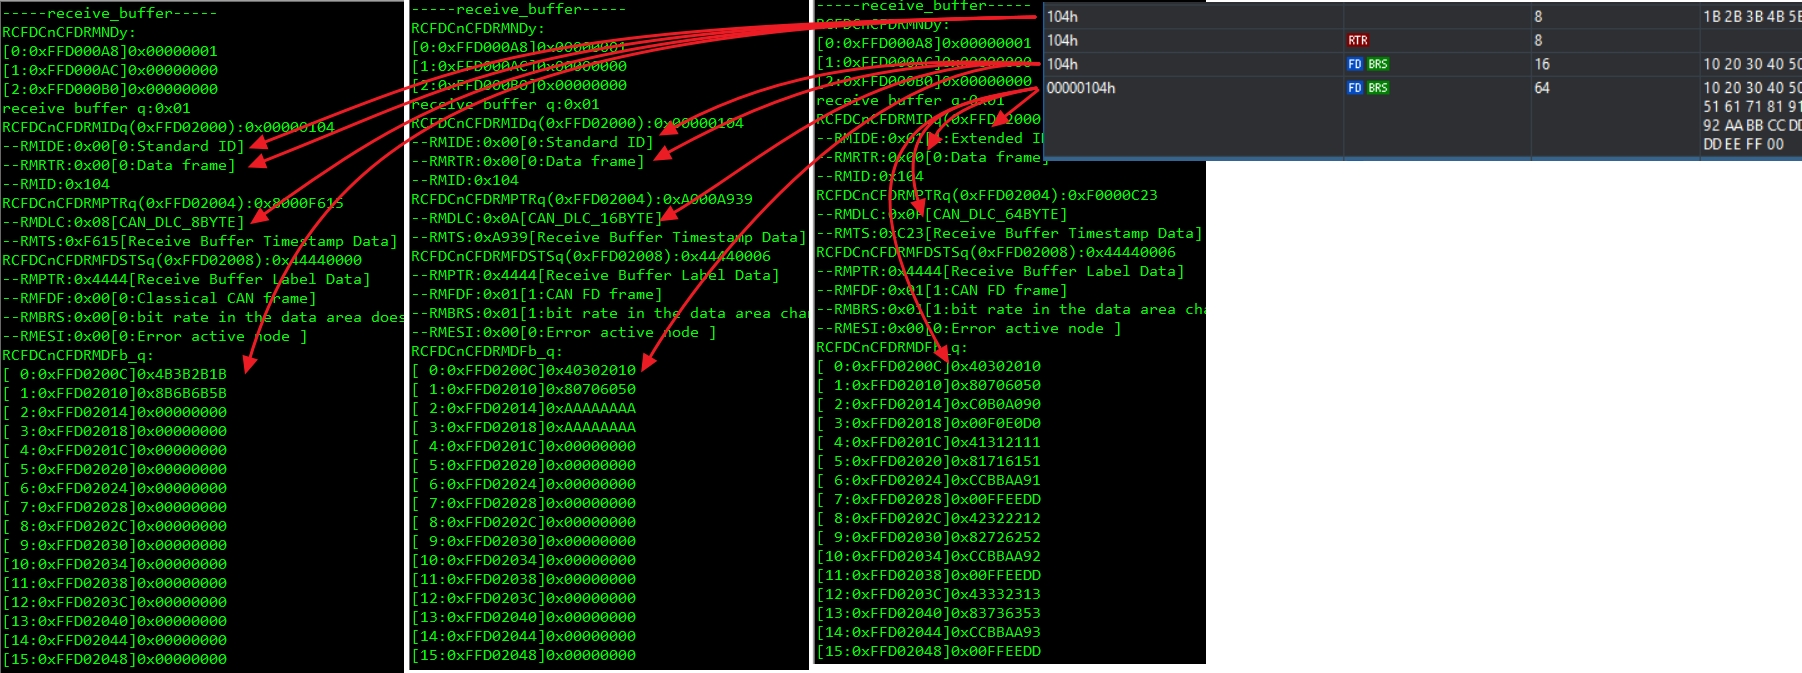 -----receive_buffer-----
RCFDCnCFDRMNDy:
[0:0xFFD000A8]0x00000001
[1:0xFFD000AC]0x00000000
[2:0xFFD000B0]0x00000000
receive buffer q:0x01
RCFDCnCFDRMIDq(0xFFD02000):0x00000104
--RMIDE:0x00[0:Standard ID]
--RMRTR:0x00[0:Data frame]
--RMID:0x104
RCFDCnCFDRMPTRq(0xFFD02004):0x8000F615
--RMDLC:0x08[CAN_DLC_8BYTE]
--RMTS:0xF615[Receive Buffer Timestamp Data]
RCFDCnCFDRMFDSTSq(0xFFD02008):0x44440000
--RMPTR:0x4444[Receive Buffer Label Data]
--RMFDF:0x00[0:Classical CAN frame]
--RMBRS:0x00[0:bit rate in the data area does
--RMESI:0x00[0:Error active node ]
RCFDCnCFDRMDFb_q:
[ 0:0xFFD0200C]0x4B3B2B1B
[ 1:0xFFD02010]0x8B6B6B5B
[ 2:0xFFD02014]0x00000000
[ 3:0xFFD02018]0x00000000
[ 4:0xFFD0201C]0x00000000
[ 5:0xFFD02020]0x00000000
[ 6:0xFFD02024]0x00000000
[ 7:0xFFD02028]0x00000000
[ 8:0xFFD0202C]0x00000000
[ 9:0xFFD02030]0x00000000
[10:0xFFD02034]0x00000000
[11:0xFFD02038]0x00000000
[12:0xFFD0203C]0x00000000
[13:0xFFD02040]0x00000000
[14:0xFFD02044]0x00000000
[15:0xFFD02048]0x00000000
-----receive_buffer-----
RCFDCnCFDRMNDy:
[0:0xFFD000A8]0x00000001
[1:0xFFD000AC]0x00000000
[2:0xFFD000B0]0x00000000
receive buffer q:0x01
RCFDCnCFDRMIDq(0xFFD02000):0x00000104
--RMIDE:0x00[0:Standard ID]
--RMRTR:0x00[0:Data frame]
--RMID:0x104
RCFDCnCFDRMPTRq(0xFFD02004):0xA000A939
--RMDLC:0x0A[CAN_DLC_16BYTE]
--RMTS:0xA939[Receive Buffer Timestamp Data]
RCFDCnCFDRMFDSTSq(0xFFD02008):0x44440006
--RMPTR:0x4444[Receive Buffer Label Data]
--RMFDF:0x01[1:CAN FD frame]
--RMBRS:0x01[1:bit rate in the data area chan
--RMESI:0x00[0:Error active node ]
RCFDCnCFDRMDFb_q:
[ 0:0xFFD0200C]0x40302010
[ 1:0xFFD02010]0x80706050
[ 2:0xFFD02014]0xAAAAAAAA
[ 3:0xFFD02018]0xAAAAAAAA
[ 4:0xFFD0201C]0x00000000
[ 5:0xFFD02020]0x00000000
[ 6:0xFFD02024]0x00000000
[ 7:0xFFD02028]0x00000000
[ 8:0xFFD0202C]0x00000000
[ 9:0xFFD02030]0x00000000
[10:0xFFD02034]0x00000000
[11:0xFFD02038]0x00000000
[12:0xFFD0203C]0x00000000
[13:0xFFD02040]0x00000000
[14:0xFFD02044]0x00000000
[15:0xFFD02048]0x00000000
-----receive_buffer-----
RCFDCnCFDRMNDy:
[0:0xFFD000A8]0x00000001
[1:0xFFD000AC]0x00000000
[2:0xFFD000B0]0x00000000
receive buffer q:0x01
RCFDCnCFDRMIDq(0xFFD02000
--RMIDE:0x01[1:Extended I
--RMRTR:0x00[0:Data frame]
--RMID:0x104
RCFDCnCFDRMPTRq(0xFFD02004):0xF0000C23
--RMDLC:0x0F[CAN_DLC_64BYTE]
--RMTS:0xC23[Receive Buffer Timestamp Data]
RCFDCnCFDRMFDSTSq(0xFFD02008):0x44440006
--RMPTR:0x4444[Receive Buffer Label Data]
--RMFDF:0x01[1:CAN FD frame]
--RMBRS:0x01[1:bit rate in the data area cha
--RMESI:0x00[0:Error active node ]
RCFDCnCFDRMDFb_q:
[ 0:0xFFD0200C]0x40302010
[ 1:0xFFD02010]0x80706050
[ 2:0xFFD02014]0xC0B0A090
[ 3:0xFFD02018]0x00F0E0D0
[ 4:0xFFD0201C]0x41312111
[ 5:0xFFD02020]0x81716151
[ 6:0xFFD02024]0xCCBBAA91
[ 7:0xFFD02028]0x00FFEEDD
[ 8:0xFFD0202C]0x42322212
[ 9:0xFFD02030]0x82726252
[10:0xFFD02034]0xCCBBAA92
[11:0xFFD02038]0x00FFEEDD
[12:0xFFD0203C]0x43332313
[13:0xFFD02040]0x83736353
[14:0xFFD02044]0xCCBBAA93
[15:0xFFD02048]0x00FFEEDD
104h 8 1B 2B 3B 4B 5B
104h RTR 8
104h FD BRS 16 10 20 30 40 50
00000104h FD BRS 64 10 20 30 40 50
51 61 71 81 91
92 AA BB CC DD
DD EE FF 00